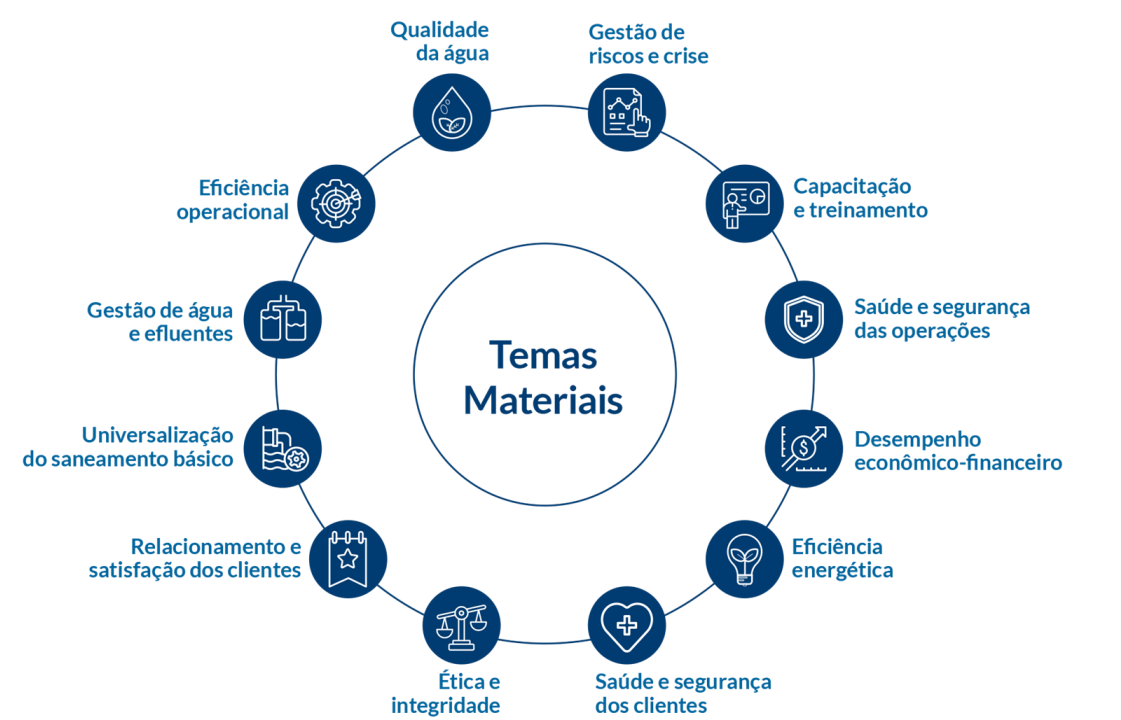 Qualidade
da água
Gestão de
riscos e crise
Eficiência
operacional
Capacitação
e treinamento
Gestão de água
e efluentes
Saúde e segurança
das operações
Temas
Materiais
Universalização
do saneamento básico
Desempenho
econômico-financeiro
Relacionamento e
satisfação dos clientes
Eficiência
energética
Ética e
integridade
Saúde e segurança
dos clientes